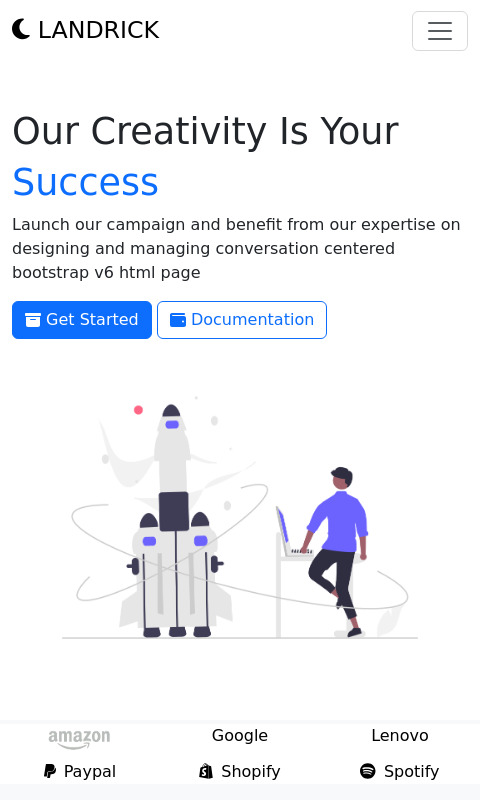 LANDRICK
Our Creativity Is Your
Success
Launch our campaign and benefit from our expertise on
designing and managing conversation centered
bootstrap v6 html page
Get Started Documentation
amazon Google Lenovo
Paypal Shopify Spotify